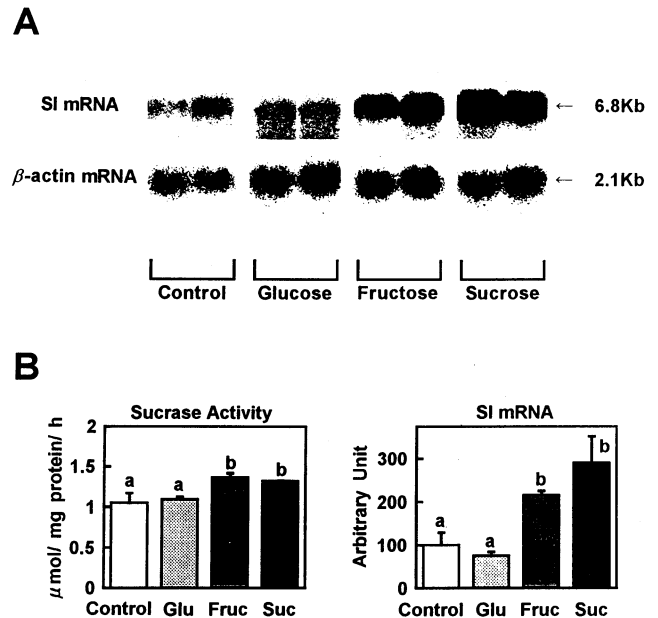 A
SI mRNA ← 6.8Kb
β-actin mRNA ← 2.1Kb
Control Glucose Fructose Sucrose
B
Sucrase Activity
μmol/ mg protein/ h
2
1.5
1
0.5
0
a a b b
Control Glu Fruc Suc
SI mRNA
Arbitrary Unit
300
200
100
0
a a b b
Control Glu Fruc Suc